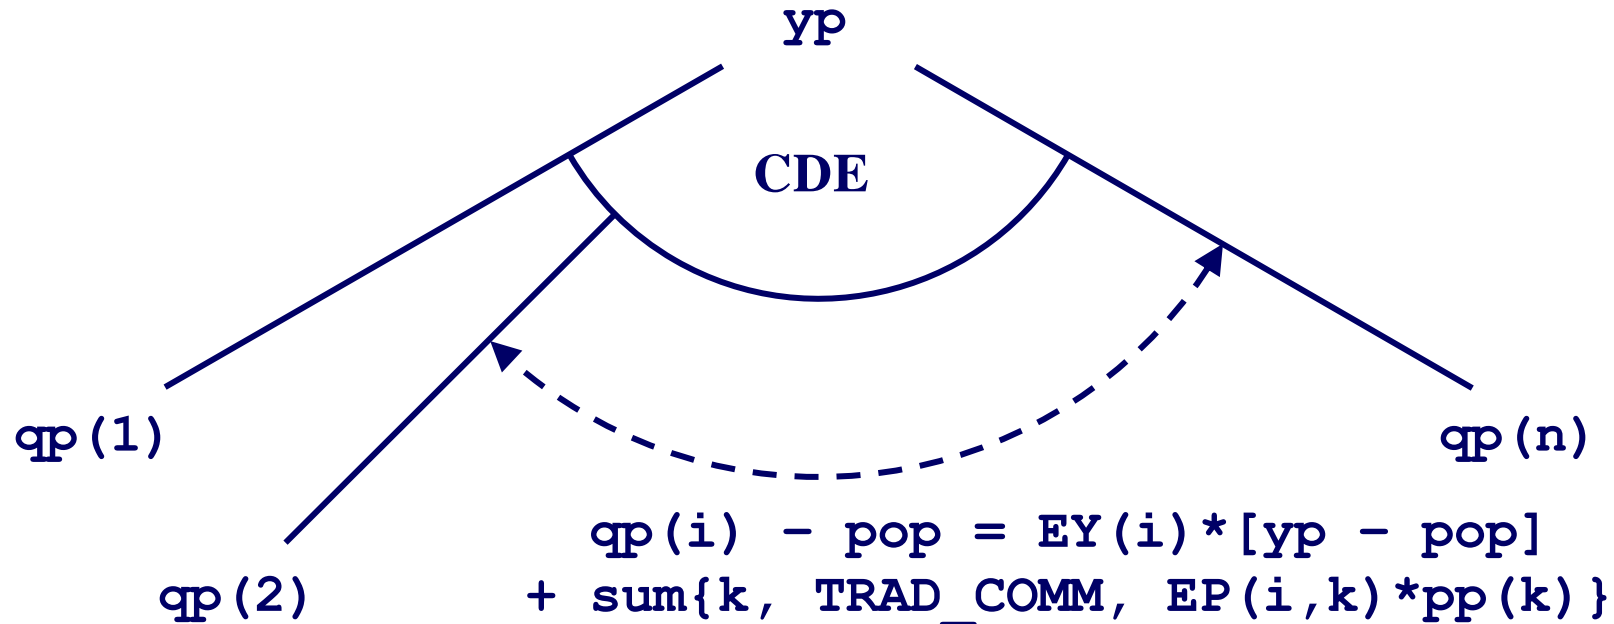 yp
CDE
qp(1)
qp(n)
qp(i) - pop = EY(i)*[yp - pop]
qp(2)
+ sum{k, TRAD_COMM, EP(i,k)*pp(k)}